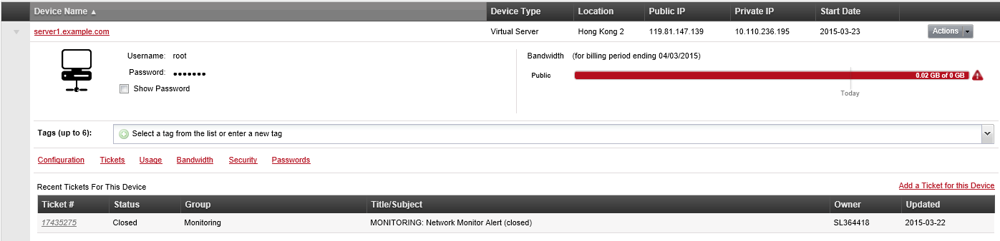 Device Name ▲ Device Type Location Public IP Private IP Start Date
server1.example.com Virtual Server Hong Kong 2 119.81.147.139 10.110.236.195 2015-03-23 Actions
Username: root
Password: •••••••
Show Password
Bandwidth (for billing period ending 04/03/2015)
Public 0.02 GB of 0 GB
Today
Tags (up to 6): Select a tag from the list or enter a new tag
Configuration Tickets Usage Bandwidth Security Passwords
Recent Tickets For This Device Add a Ticket for this Device
Ticket # Status Group Title/Subject Owner Updated
17435275 Closed Monitoring MONITORING: Network Monitor Alert (closed) SL364418 2015-03-22